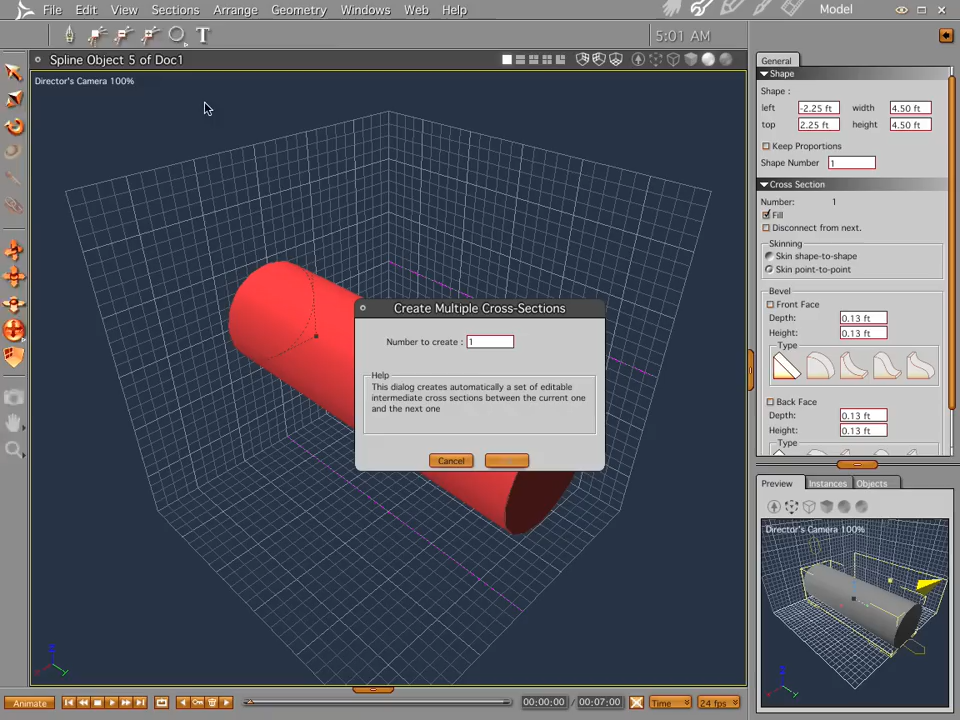 File Edit View Sections Arrange Geometry Windows Web Help Model
T 5:01 AM
Spline Object 5 of Doc1
Director's Camera 100%
General
Shape
Shape :
left -2.25 ft width 4.50 ft
top 2.25 ft height 4.50 ft
Keep Proportions
Shape Number 1
Cross Section
Number: 1
Fill
Disconnect from next.
Skinning
Skin shape-to-shape
Skin point-to-point
Bevel
Front Face
Depth: 0.13 ft
Height: 0.13 ft
Type
Back Face
Depth: 0.13 ft
Height: 0.13 ft
Type
Create Multiple Cross-Sections
Number to create : 1
Help
This dialog creates automatically a set of editable
intermediate cross sections between the current one
and the next one
Cancel
Preview Instances Objects
Director's Camera 100%
Animate 00:00:00 / 00:07:00 Time 24 fps